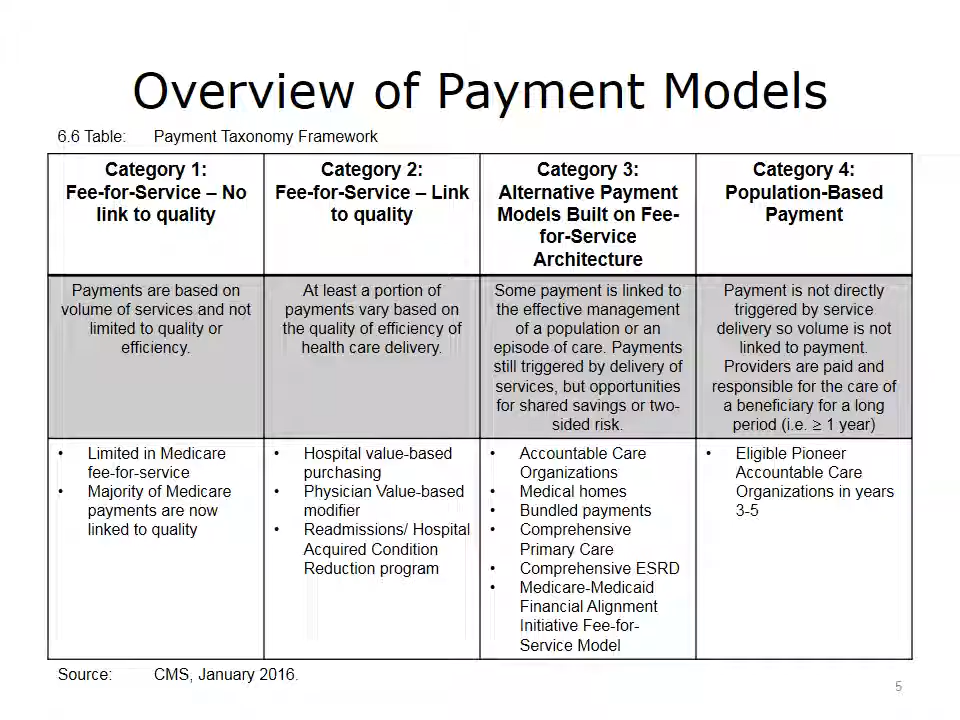 Overview of Payment Models
6.6 Table: Payment Taxonomy Framework
Category 1:
Fee-for-Service – No
link to quality
Category 2:
Fee-for-Service – Link
to quality
Category 3:
Alternative Payment
Models Built on Fee-
for-Service
Architecture
Category 4:
Population-Based
Payment
Payments are based on
volume of services and not
limited to quality or
efficiency.
At least a portion of
payments vary based on
the quality of efficiency of
health care delivery.
Some payment is linked to
the effective management
of a population or an
episode of care. Payments
still triggered by delivery of
services, but opportunities
for shared savings or two-
sided risk.
Payment is not directly
triggered by service
delivery so volume is not
linked to payment.
Providers are paid and
responsible for the care of
a beneficiary for a long
period (i.e. ≥ 1 year)
• Limited in Medicare
fee-for-service
• Majority of Medicare
payments are now
linked to quality
• Hospital value-based
purchasing
• Physician Value-based
modifier
• Readmissions/ Hospital
Acquired Condition
Reduction program
• Accountable Care
Organizations
• Medical homes
• Bundled payments
• Comprehensive
Primary Care
• Comprehensive ESRD
• Medicare-Medicaid
Financial Alignment
Initiative Fee-for-
Service Model
• Eligible Pioneer
Accountable Care
Organizations in years
3-5
Source: CMS, January 2016.
5